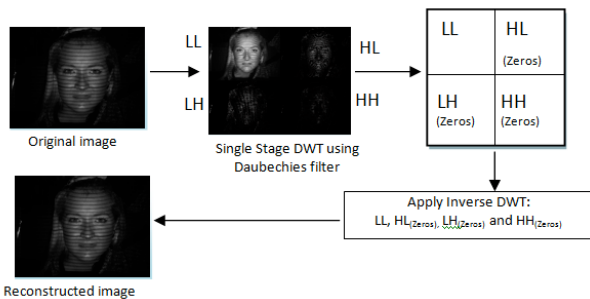 LL
HL
LH
HH
Original image
Single Stage DWT using
Daubechies filter
LL
HL
(Zeros)
LH
(Zeros)
HH
(Zeros)
Apply Inverse DWT:
LL, HL(Zeros), LH(Zeros) and HH(Zeros)
Reconstructed image